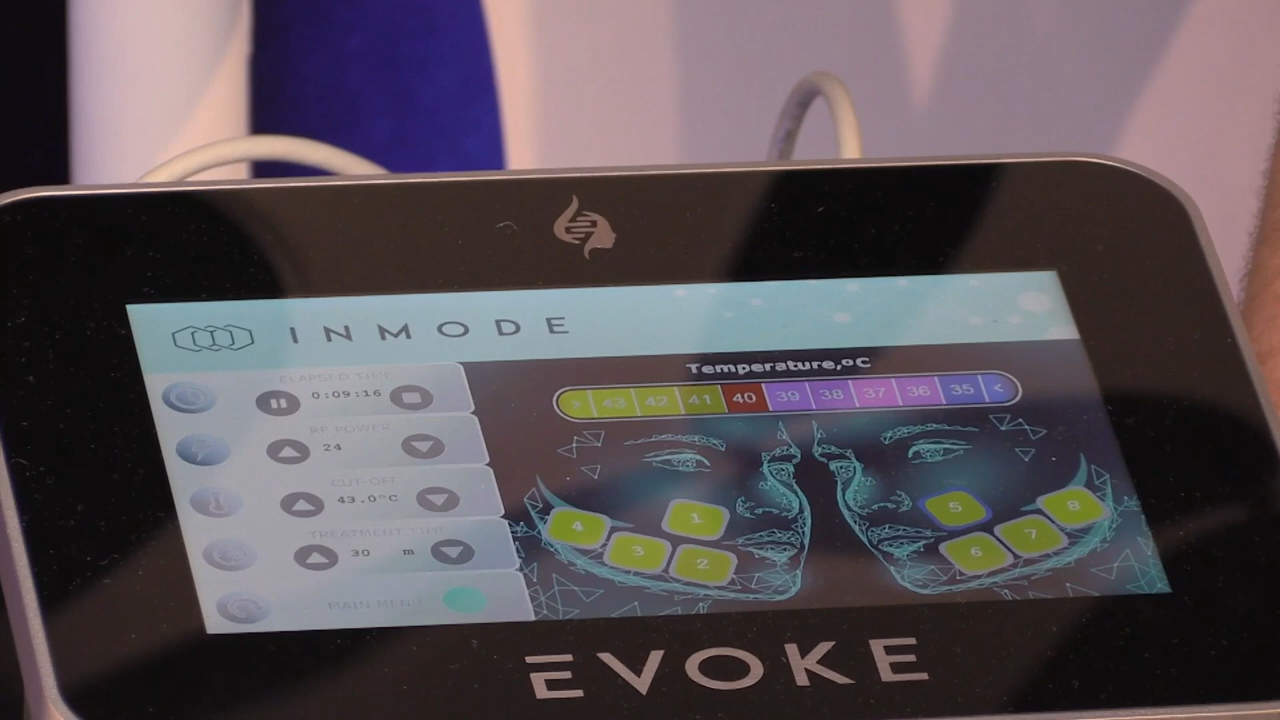 INMODE
ELAPSED TIME
0:09:16
RF POWER
24
CUT-OFF
43.0°C
TREATMENT TIME
30 m
MAIN MENU
Temperature,ºC
> 43 42 41 40 39 38 37 36 35 <
1
2
3
4
5
6
7
8
EVOKE